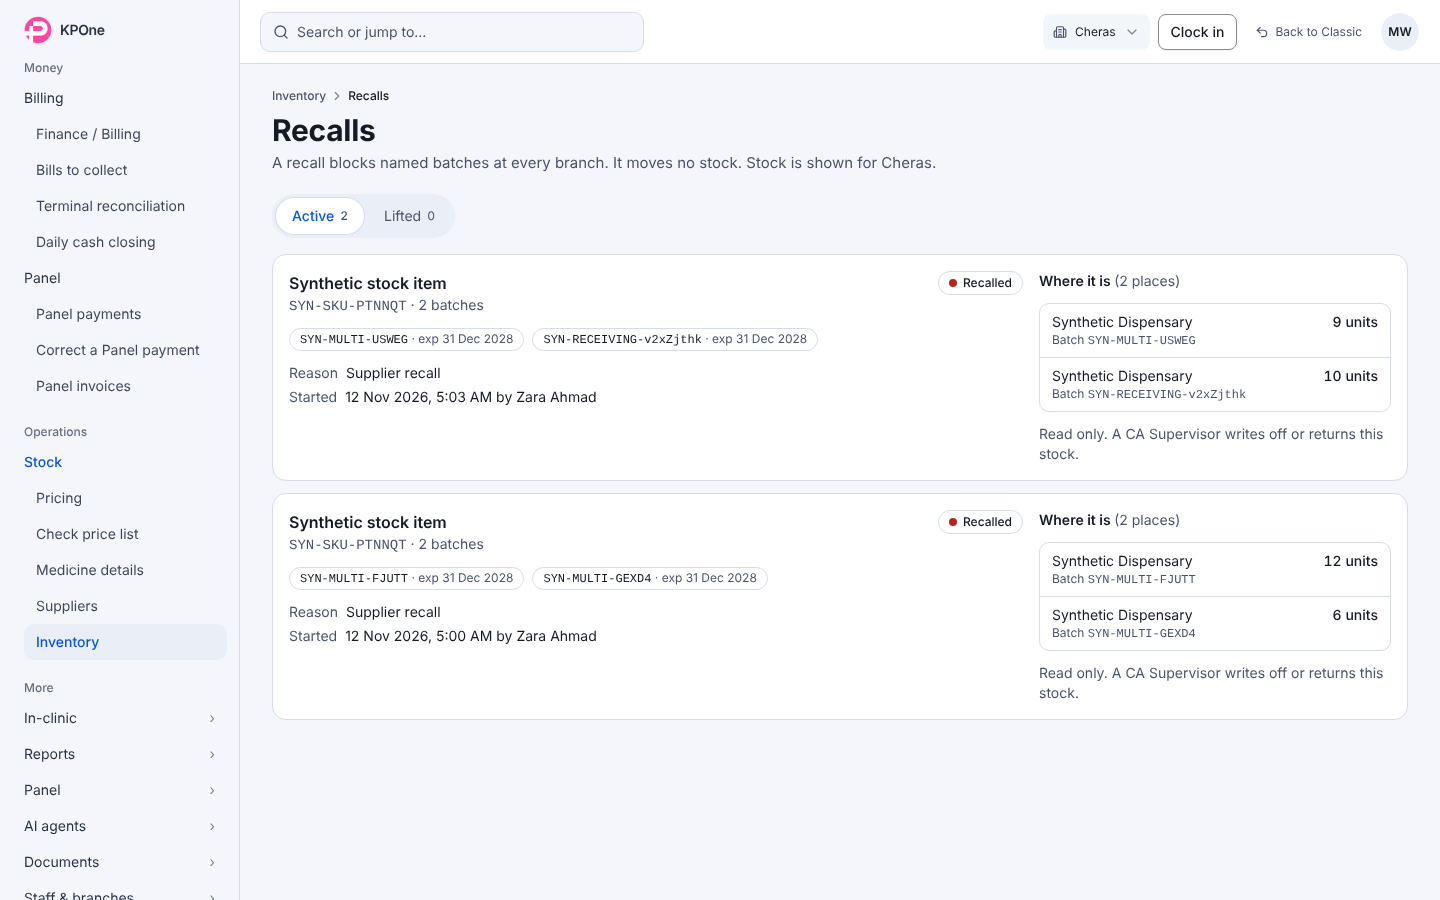 KPOne
Money
Billing
Finance / Billing
Bills to collect
Terminal reconciliation
Daily cash closing
Panel
Panel payments
Correct a Panel payment
Panel invoices
Operations
Stock
Pricing
Check price list
Medicine details
Suppliers
Inventory
More
In-clinic
Reports
Panel
AI agents
Documents
Staff & branches
Search or jump to...
Cheras
Clock in
Back to Classic
MW
Inventory > Recalls
Recalls
A recall blocks named batches at every branch. It moves no stock. Stock is shown for Cheras.
Active 2
Lifted 0
Synthetic stock item
Recalled
SYN-SKU-PTNNQT · 2 batches
SYN-MULTI-USWEG · exp 31 Dec 2028
SYN-RECEIVING-v2xZjthk · exp 31 Dec 2028
Reason Supplier recall
Started 12 Nov 2026, 5:03 AM by Zara Ahmad
Where it is (2 places)
Synthetic Dispensary 9 units
Batch SYN-MULTI-USWEG
Synthetic Dispensary 10 units
Batch SYN-RECEIVING-v2xZjthk
Read only. A CA Supervisor writes off or returns this
stock.
Synthetic stock item
Recalled
SYN-SKU-PTNNQT · 2 batches
SYN-MULTI-FJUTT · exp 31 Dec 2028
SYN-MULTI-GEXD4 · exp 31 Dec 2028
Reason Supplier recall
Started 12 Nov 2026, 5:00 AM by Zara Ahmad
Where it is (2 places)
Synthetic Dispensary 12 units
Batch SYN-MULTI-FJUTT
Synthetic Dispensary 6 units
Batch SYN-MULTI-GEXD4
Read only. A CA Supervisor writes off or returns this
stock.